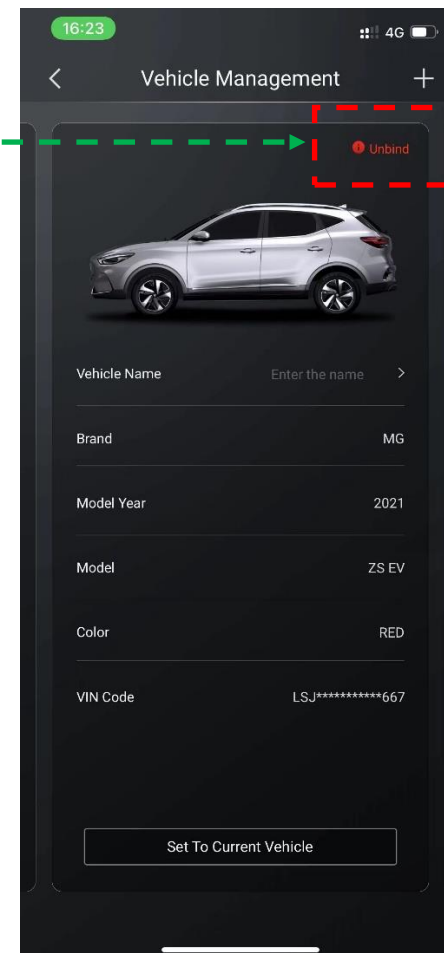 16:23 4G
Vehicle Management
Unbind
Vehicle Name Enter the name
Brand MG
Model Year 2021
Model ZS EV
Color RED
VIN Code LSJ***********667
Set To Current Vehicle